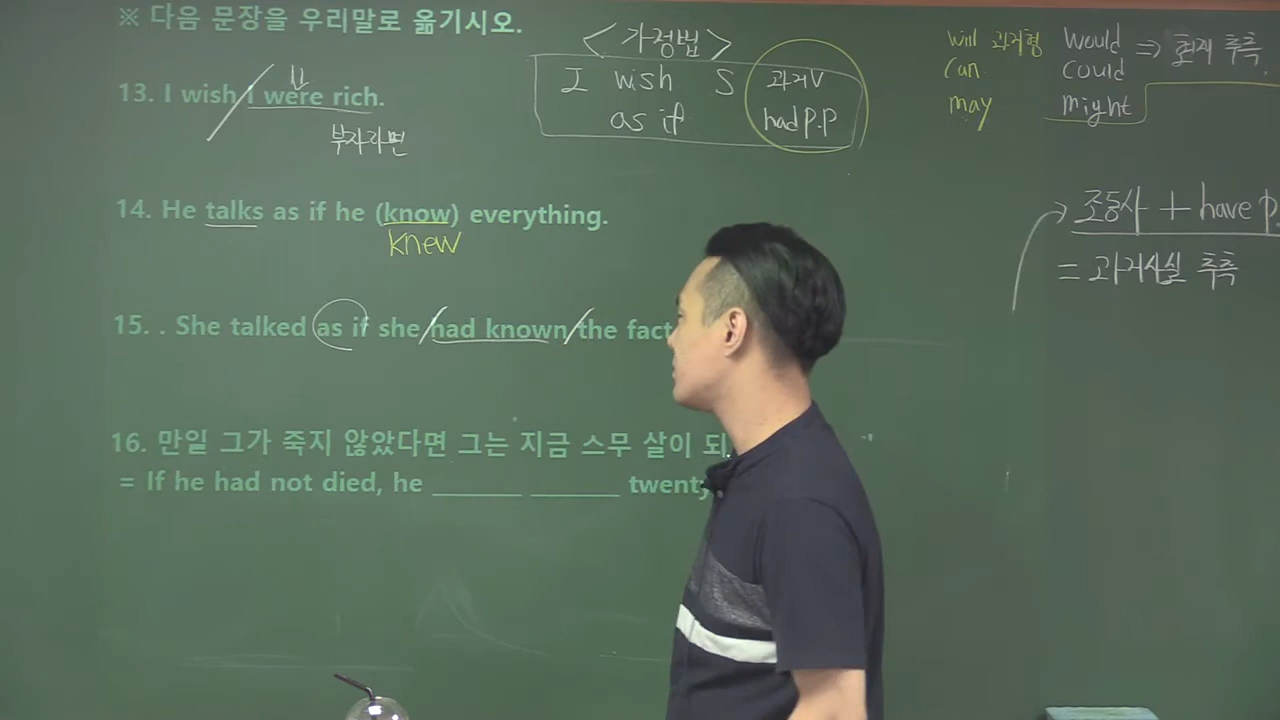 ※ 다음 문장을 우리말로 옮기시오.
<가정법>
I wish S 과거V
as if had P.P
will 과거형 would ⇒ 현재 추측.
can could
may might
13. I wish I were rich.
부자라면
조동사 + have p.
= 과거사실 추측
14. He talks as if he (know) everything.
knew
15. . She talked as if she had known the fact
16. 만일 그가 죽지 않았다면 그는 지금 스무 살이 되
= If he had not died, he ______ ______ twenty